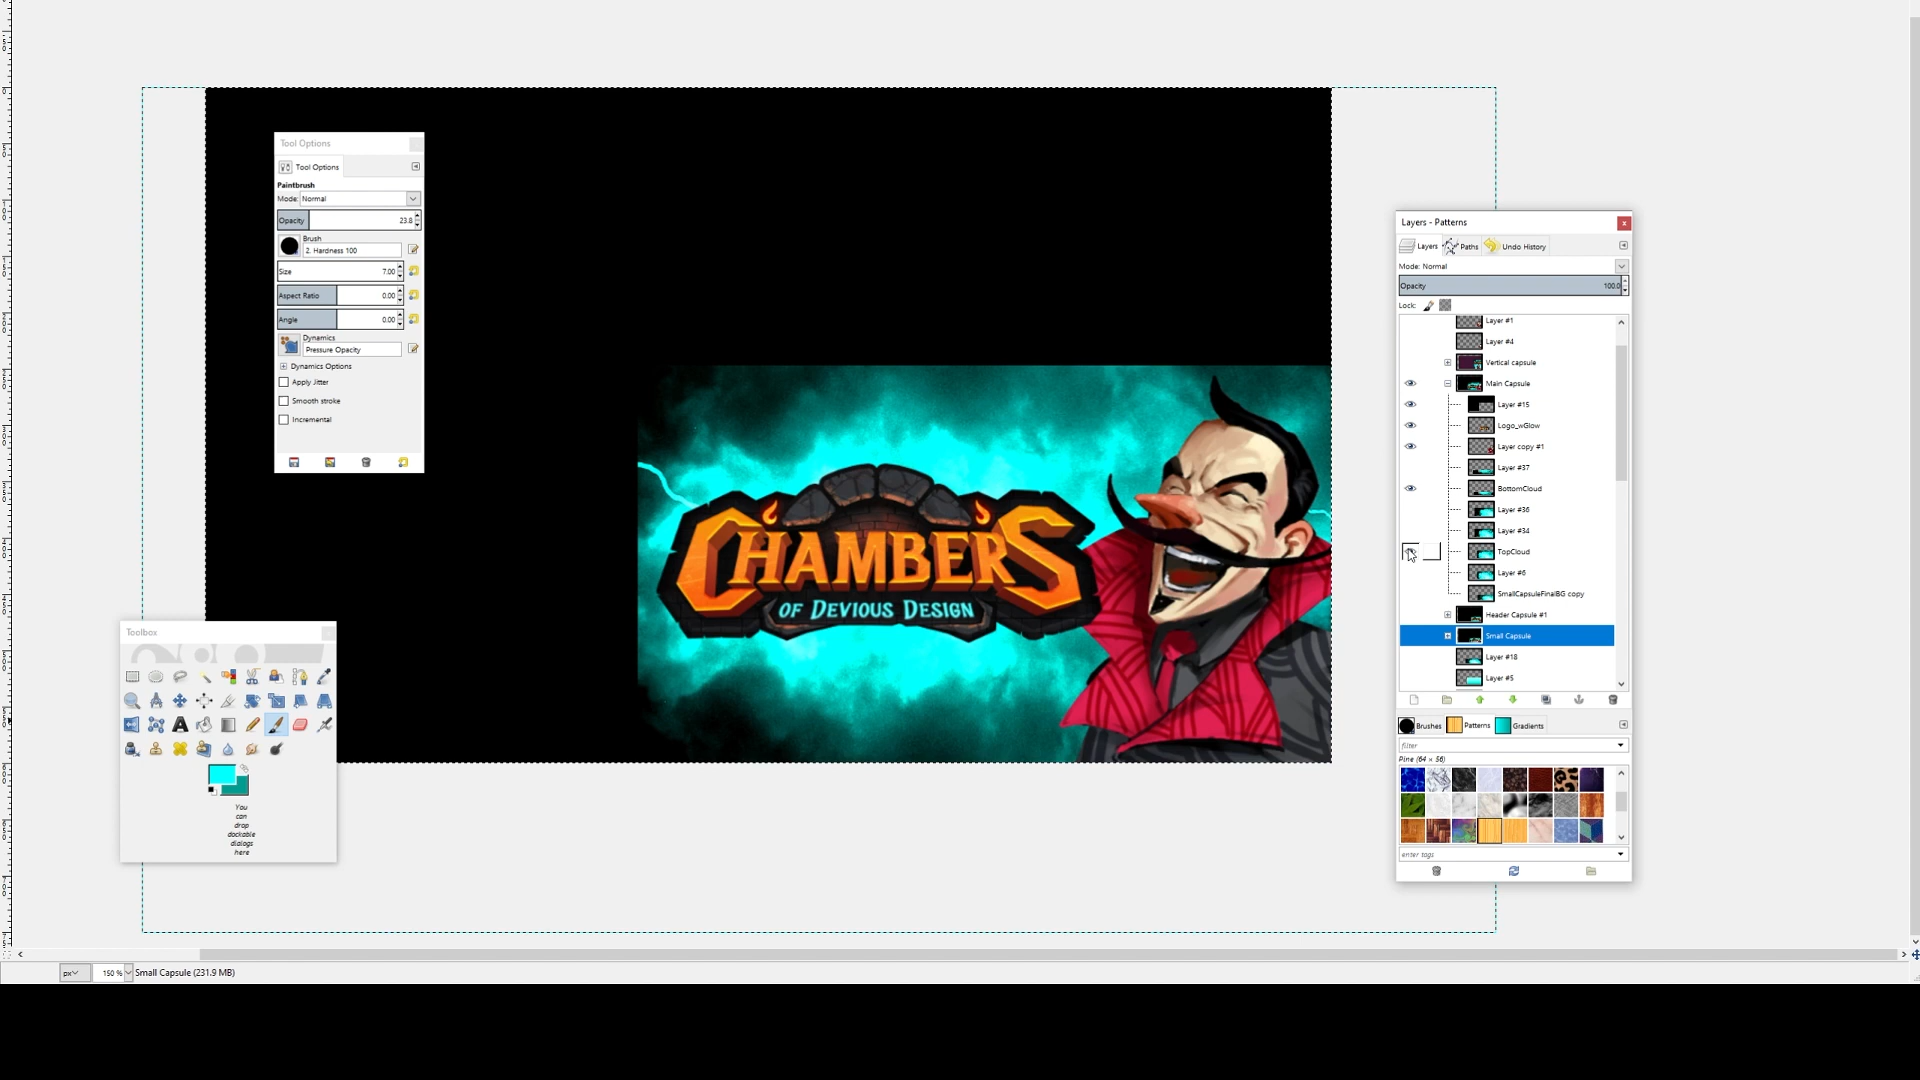 Tool Options
Tool Options
Paintbrush
Mode: Normal
Opacity 23.8
Brush
2. Hardness 100
Size 7.00
Aspect Ratio 0.00
Angle 0.00
Dynamics
Pressure Opacity
Dynamics Options
Apply Jitter
Smooth stroke
Incremental
CHAMBERS
OF DEVIOUS DESIGN
Toolbox
You
can
drop
dockable
dialogs
here
Layers - Patterns
Layers Paths Undo History
Mode: Normal
Opacity 100.0
Lock:
Layer #1
Layer #4
Vertical capsule
Main Capsule
Layer #15
Logo_wGlow
Layer copy #1
Layer #37
BottomCloud
Layer #36
Layer #34
TopCloud
Layer #6
SmallCapsuleFinalBG copy
Header Capsule #1
Small Capsule
Layer #18
Layer #5
Brushes Patterns Gradients
filter
Pine (64 × 56)
enter tags
px 150 % Small Capsule (231.9 MB)